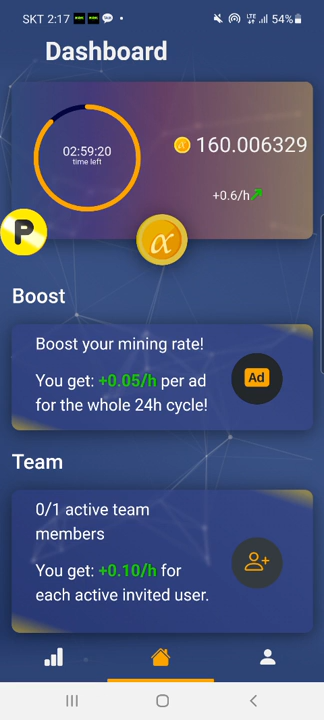 SKT 2:17
LTE 54%
Dashboard
02:59:20
time left
160.006329
+0.6/h
P
α
Boost
Boost your mining rate!
You get: +0.05/h per ad
for the whole 24h cycle!
Ad
Team
0/1 active team
members
You get: +0.10/h for
each active invited user.